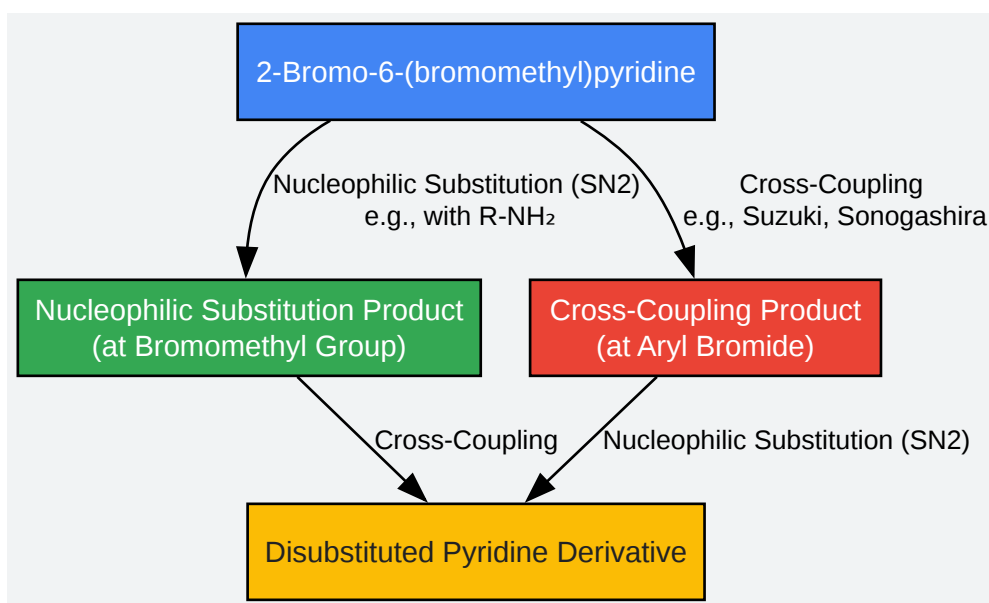 2-Bromo-6-(bromomethyl)pyridine
Nucleophilic Substitution (SN2)
e.g., with R-NH₂
Cross-Coupling
e.g., Suzuki, Sonogashira
Nucleophilic Substitution Product
(at Bromomethyl Group)
Cross-Coupling Product
(at Aryl Bromide)
Cross-Coupling
Nucleophilic Substitution (SN2)
Disubstituted Pyridine Derivative